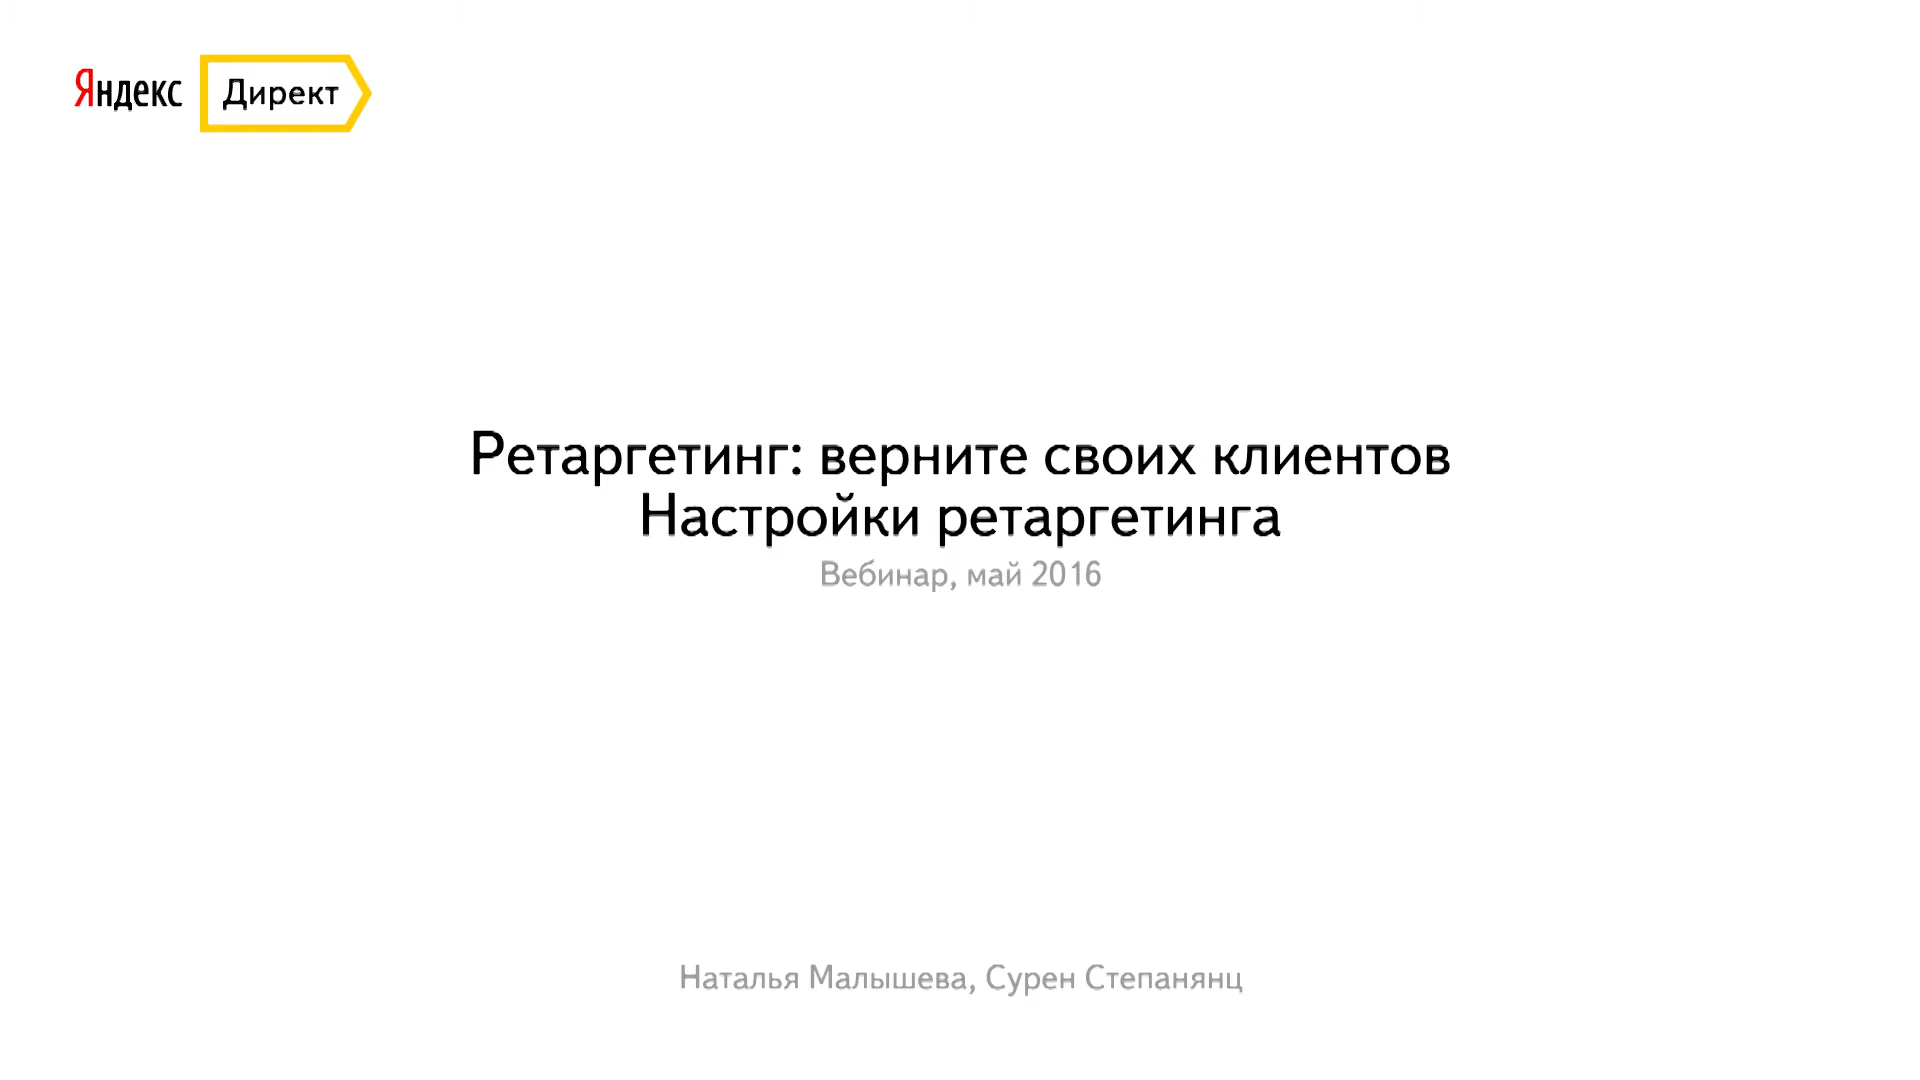 Яндекс Директ
Ретаргетинг: верните своих клиентов
Настройки ретаргетинга
Вебинар, май 2016
Наталья Малышева, Сурен Степанянц